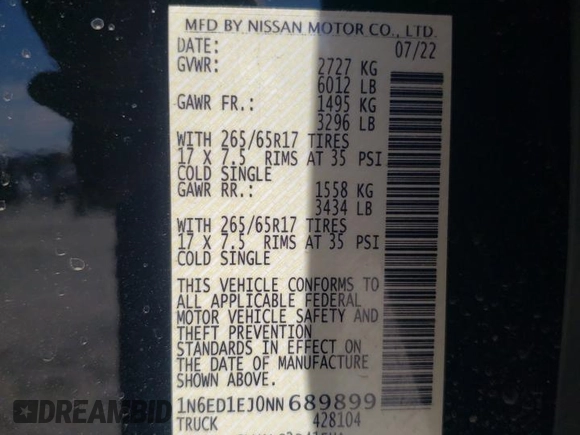 MFD BY NISSAN MOTOR CO., LTD.
DATE: 07/22
GVWR: 2727 KG
6012 LB
GAWR FR.: 1495 KG
3296 LB
WITH 265/65R17 TIRES
17 X 7.5 RIMS AT 35 PSI
COLD SINGLE
GAWR RR.: 1558 KG
3434 LB
WITH 265/65R17 TIRES
17 X 7.5 RIMS AT 35 PSI
COLD SINGLE
THIS VEHICLE CONFORMS TO
ALL APPLICABLE FEDERAL
MOTOR VEHICLE SAFETY AND
THEFT PREVENTION
STANDARDS IN EFFECT ON
THE DATE OF MANUFACTURE
SHOWN ABOVE.
1N6ED1EJ0NN689899
TRUCK 428104
DREAMBID